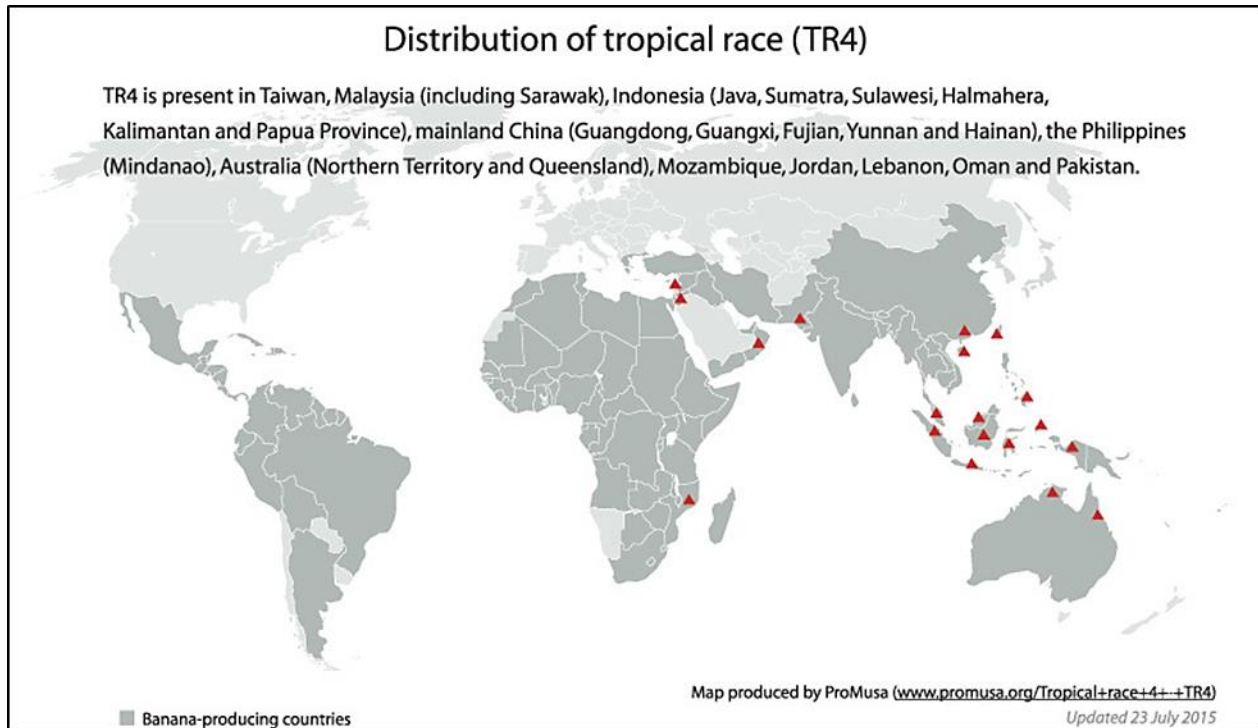 Distribution of tropical race (TR4)
TR4 is present in Taiwan, Malaysia (including Sarawak), Indonesia (Java, Sumatra, Sulawesi, Halmahera,
Kalimantan and Papua Province), mainland China (Guangdong, Guangxi, Fujian, Yunnan and Hainan), the Philippines
(Mindanao), Australia (Northern Territory and Queensland), Mozambique, Jordan, Lebanon, Oman and Pakistan.
Map produced by ProMusa (www.promusa.org/Tropical+race+4+-+TR4)
Banana-producing countries
Updated 23 July 2015